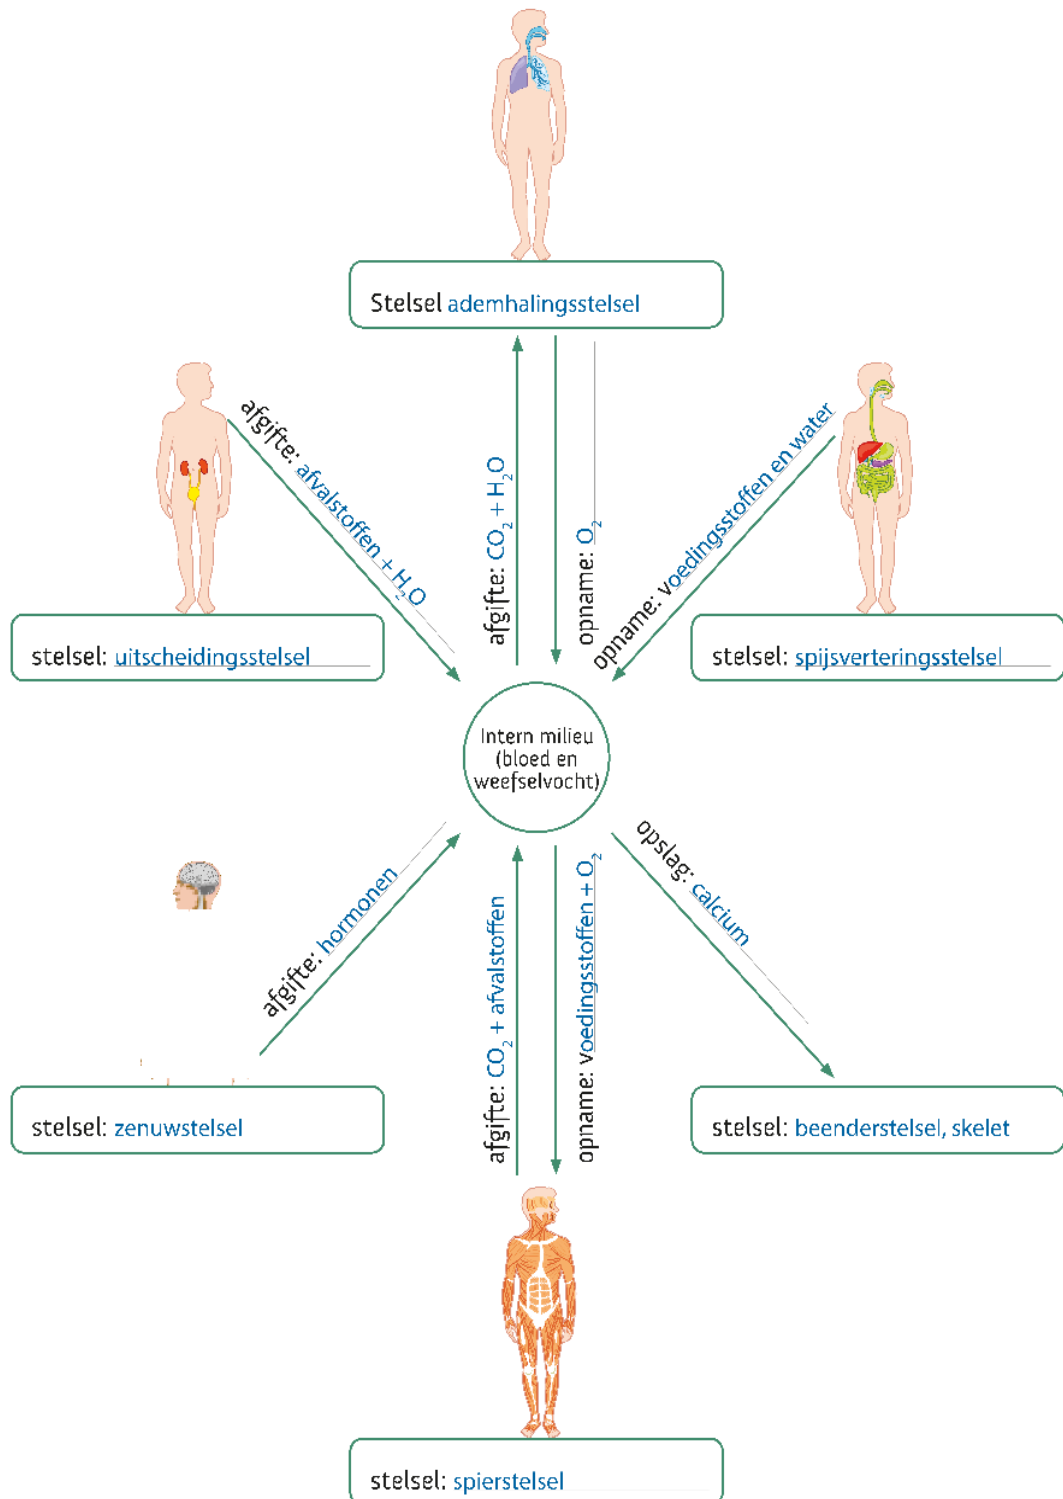 Stelsel ademhalingsstelsel
afgifte: afvalstoffen + H₂O
afgifte: CO₂ + H₂O
opname: O₂
opname: voedingsstoffen en water
stelsel: uitscheidingsstelsel
stelsel: spijsverteringsstelsel
Intern milieu
(bloed en
weefselvocht)
afgifte: hormonen
afgifte: CO₂ + afvalstoffen
opname: voedingsstoffen + O₂
opslag: calcium
stelsel: zenuwstelsel
stelsel: beenderstelsel, skelet
stelsel: spierstelsel